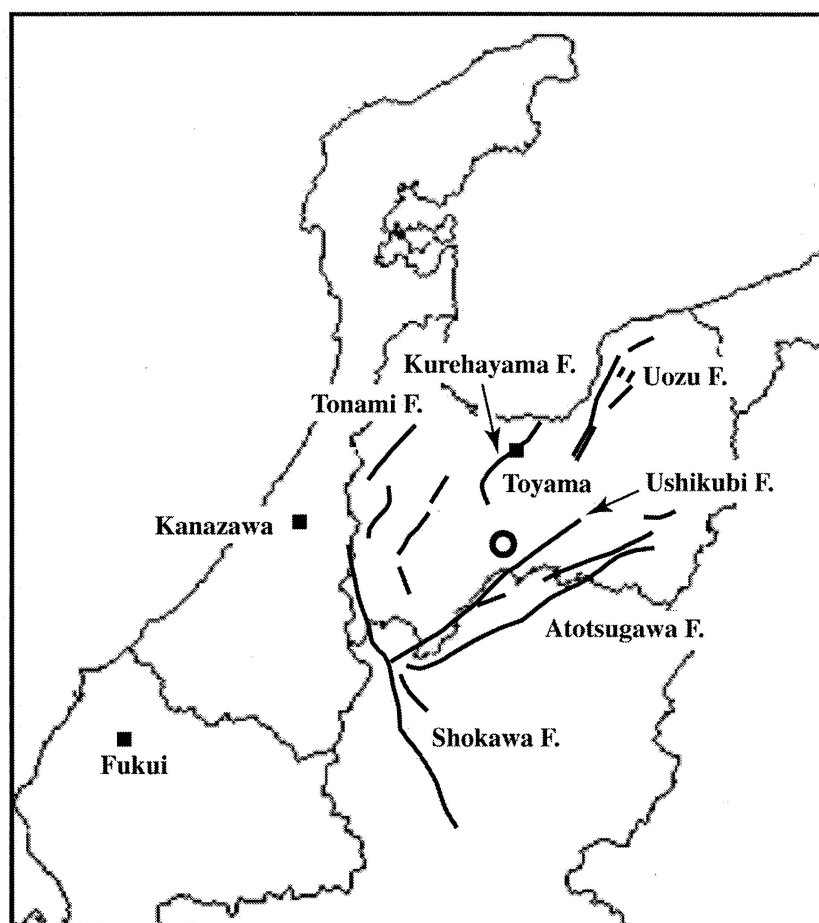 Kurehayama F.
Uozu F.
Tonami F.
Toyama
Ushikubi F.
Kanazawa
Atotsugawa F.
Shokawa F.
Fukui